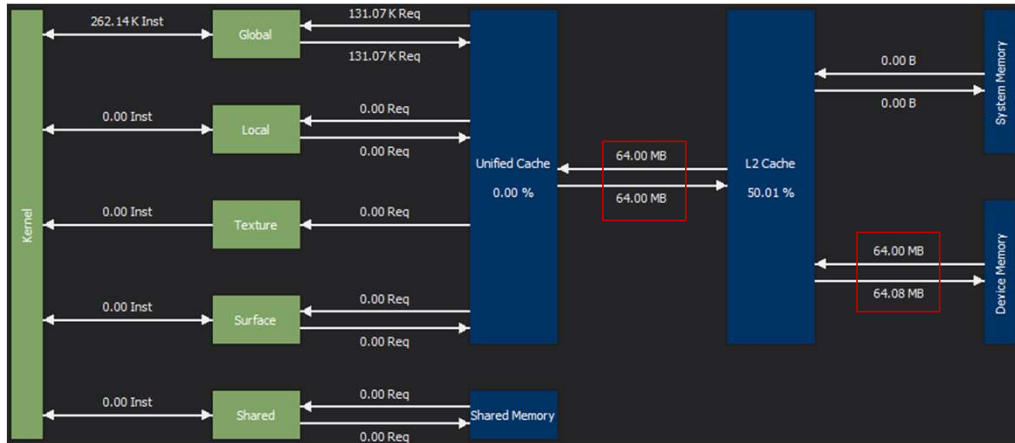 262.14 K Inst
Global
131.07 K Req
131.07 K Req
0.00 Inst
Local
0.00 Req
0.00 Req
0.00 Inst
Texture
0.00 Req
0.00 Inst
Surface
0.00 Req
0.00 Req
0.00 Inst
Shared
0.00 Req
0.00 Req
Kernel
Unified Cache
0.00 %
Shared Memory
64.00 MB
64.00 MB
L2 Cache
50.01 %
0.00 B
0.00 B
System Memory
64.00 MB
64.08 MB
Device Memory